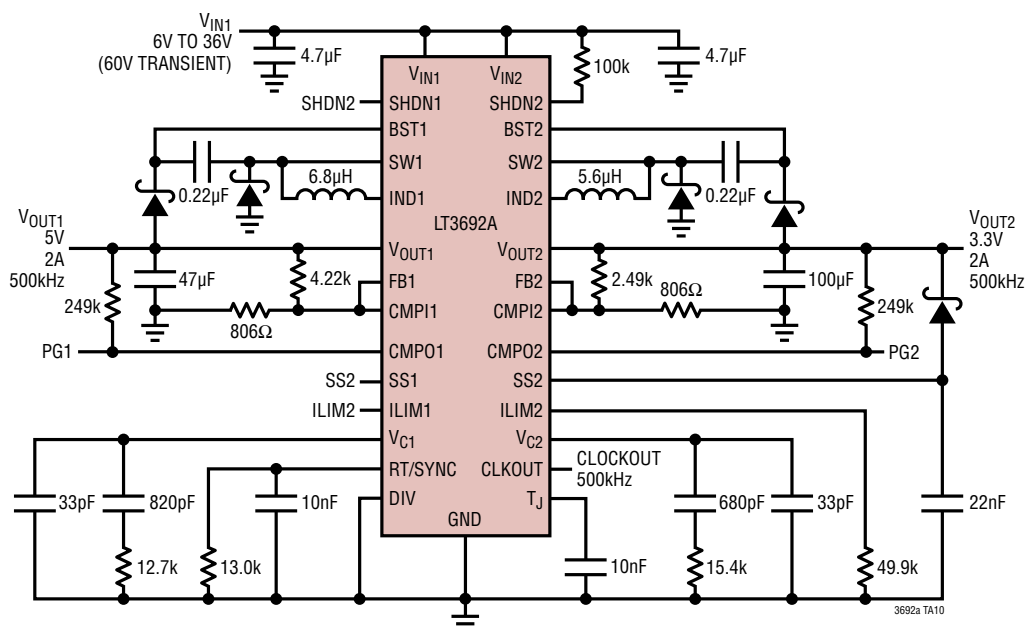 VIN1
6V TO 36V
(60V TRANSIENT)
4.7µF
VIN1
VIN2
100k
4.7µF
SHDN2
SHDN1
SHDN2
BST1
BST2
0.22µF
SW1
SW2
0.22µF
6.8µH
5.6µH
IND1
IND2
LT3692A
VOUT1
5V
2A
500kHz
VOUT1
VOUT2
VOUT2
3.3V
2A
500kHz
47µF
4.22k
FB1
FB2
2.49k
100µF
249k
806Ω
CMPI1
CMPI2
806Ω
249k
PG1
CMPO1
CMPO2
PG2
SS2
SS1
SS2
ILIM2
ILIM1
ILIM2
VC1
VC2
RT/SYNC
CLKOUT
CLOCKOUT
500kHz
33pF
820pF
10nF
DIV
TJ
680pF
33pF
22nF
GND
12.7k
13.0k
10nF
15.4k
49.9k
3692a TA10